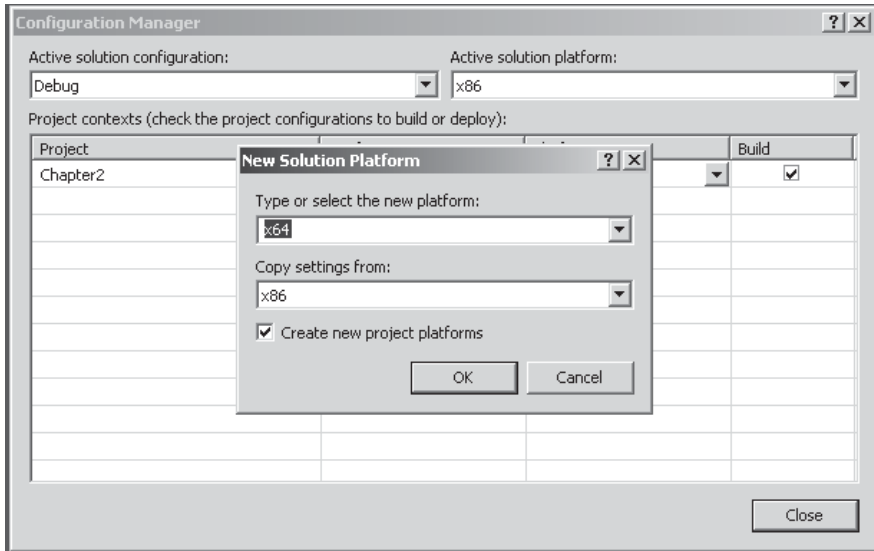 Configuration Manager
Active solution configuration:
Active solution platform:
Debug
x86
Project contexts (check the project configurations to build or deploy):
Project
Build
Chapter2
New Solution Platform
Type or select the new platform:
x64
Copy settings from:
x86
Create new project platforms
OK
Cancel
Close